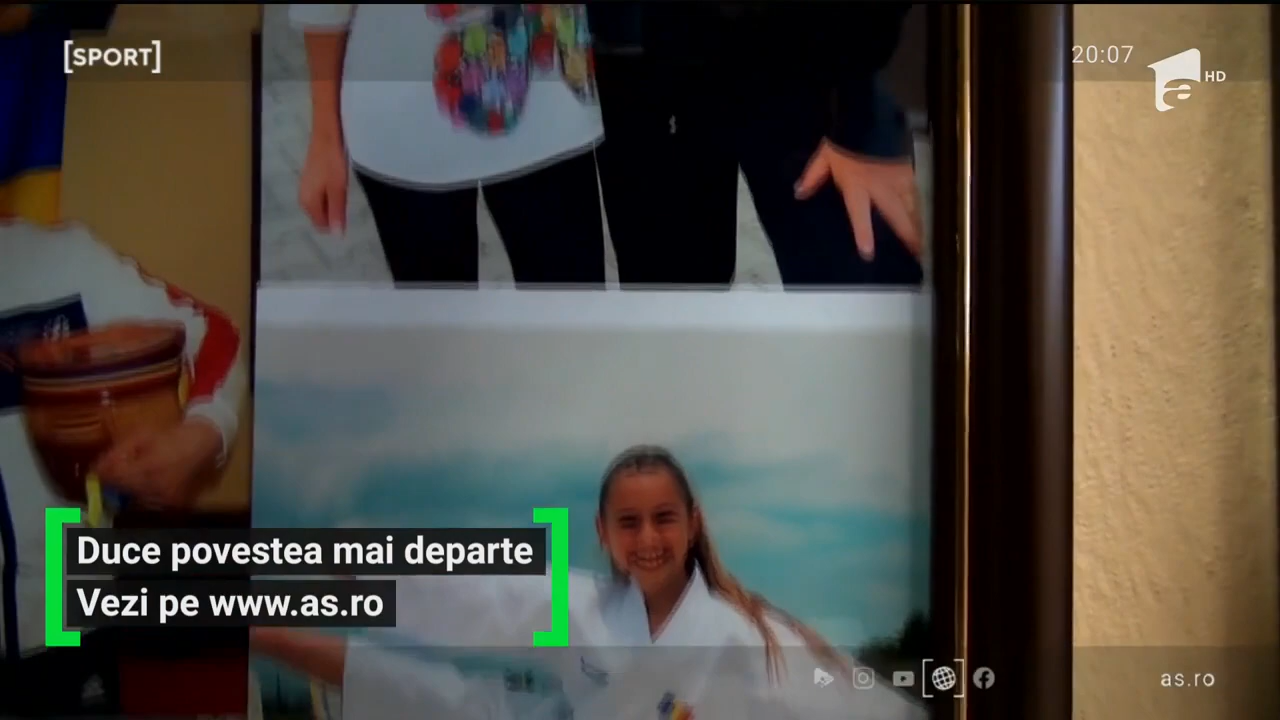 [SPORT]
20:07
HD
Duce povestea mai departe
Vezi pe www.as.ro
as.ro